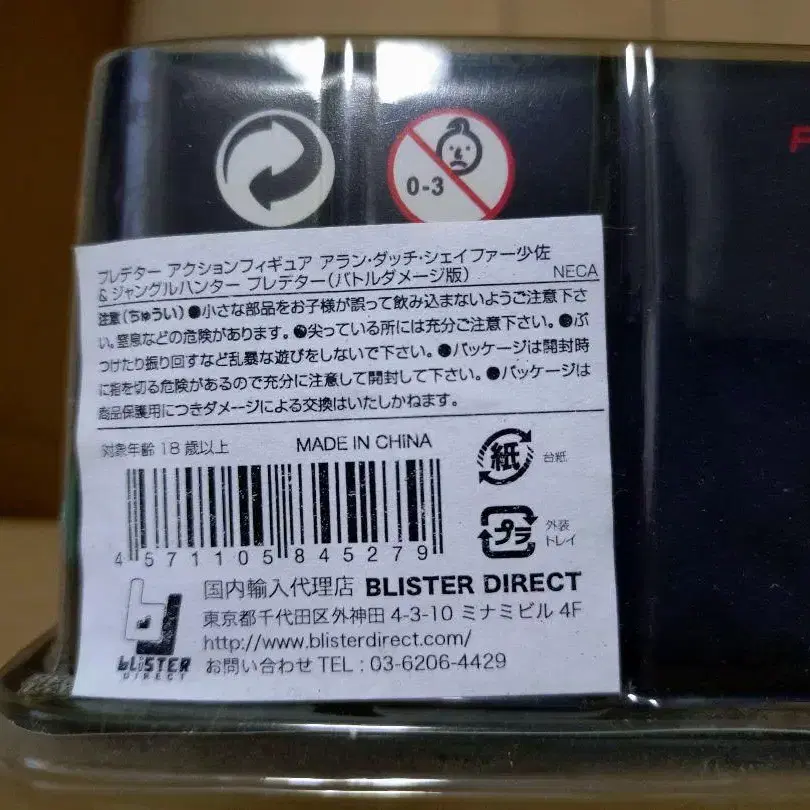 0-3
プレデター アクションフィギュア アラン・ダッチ・シェイファー少佐
& ジャングルハンター プレデター(バトルダメージ版) NECA
注意(ちゅうい) ●小さな部品をお子様が誤って飲み込まないようご注意下さ
い。窒息などの危険があります。●尖っている所には充分ご注意下さい。●ぶ
つけたり振り回すなど乱暴な遊びをしないで下さい。●パッケージは開封時
に指を切る危険があるので充分に注意して開封して下さい。●パッケージは
商品保護用につきダメージによる交換はいたしかねます。
対象年齢 18 歳以上 MADE IN CHINA
紙 台紙
4 571105 845279
プラ 外装
トレイ
国内輸入代理店 BLISTER DIRECT
東京都千代田区外神田 4-3-10 ミナミビル 4F
http://www.blisterdirect.com/
お問い合わせ TEL : 03-6206-4429
bLiSTER
DIRECT